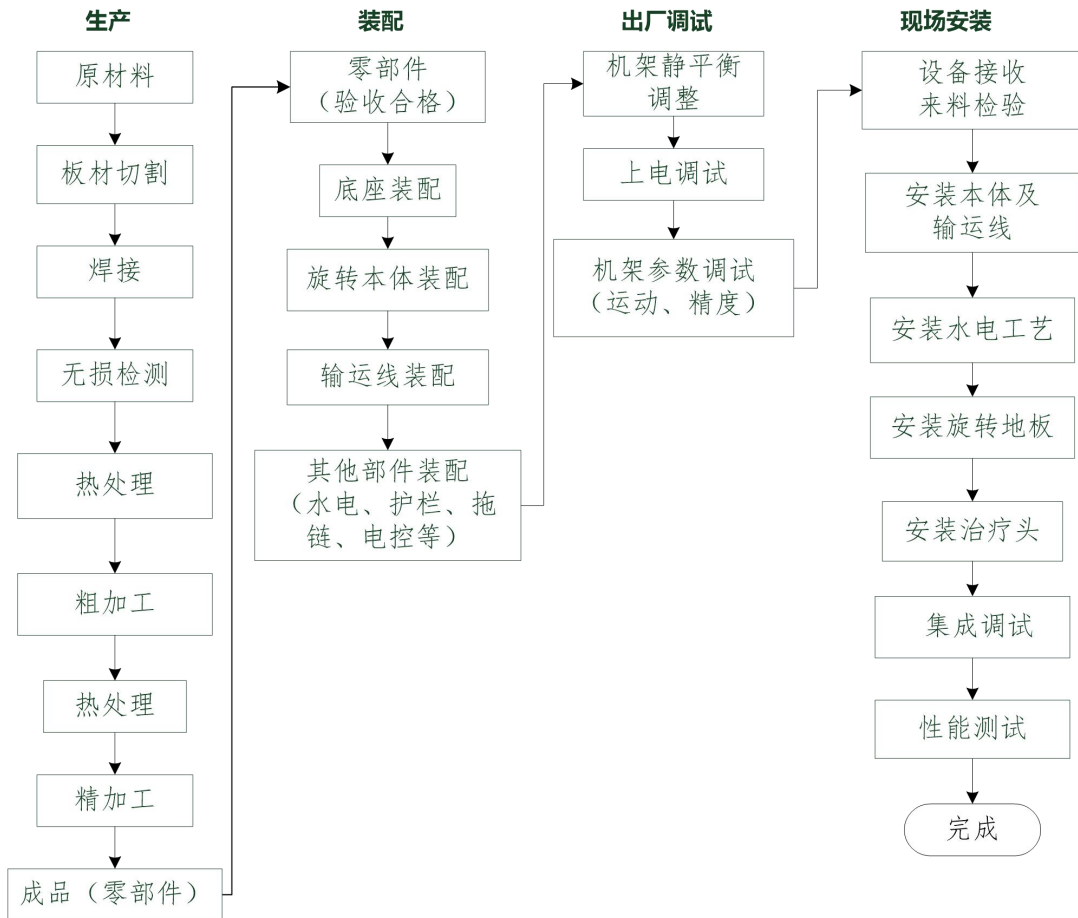 生产
原材料
板材切割
焊接
无损检测
热处理
粗加工
热处理
精加工
成品（零部件）
装配
零部件
（验收合格）
底座装配
旋转本体装配
输运线装配
其他部件装配
（水电、护栏、拖
链、电控等）
出厂调试
机架静平衡
调整
上电调试
机架参数调试
（运动、精度）
现场安装
设备接收
来料检验
安装本体及
输运线
安装水电工艺
安装旋转地板
安装治疗头
集成调试
性能测试
完成